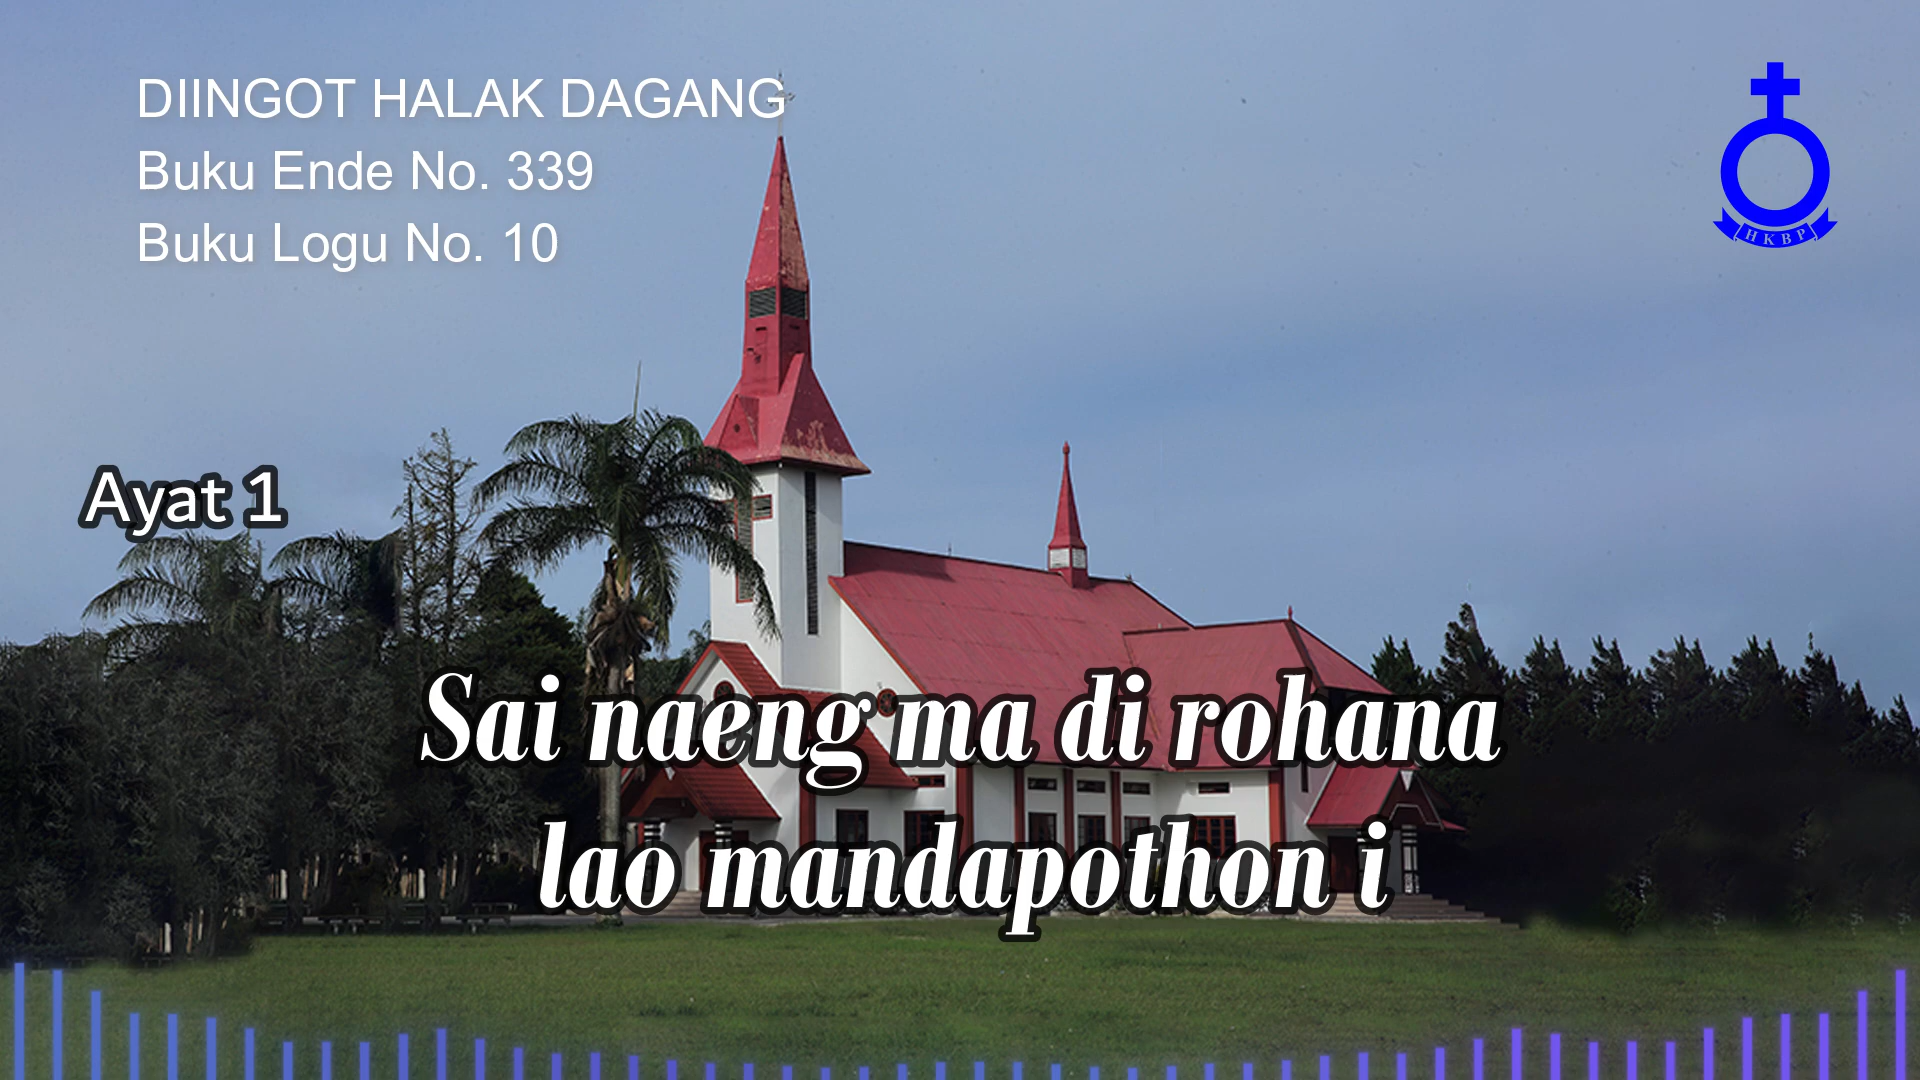 DIINGOT HALAK DAGANG
Buku Ende No. 339
Buku Logu No. 10
HKBP
Ayat 1
Sai naeng ma di rohana
lao mandapothon i